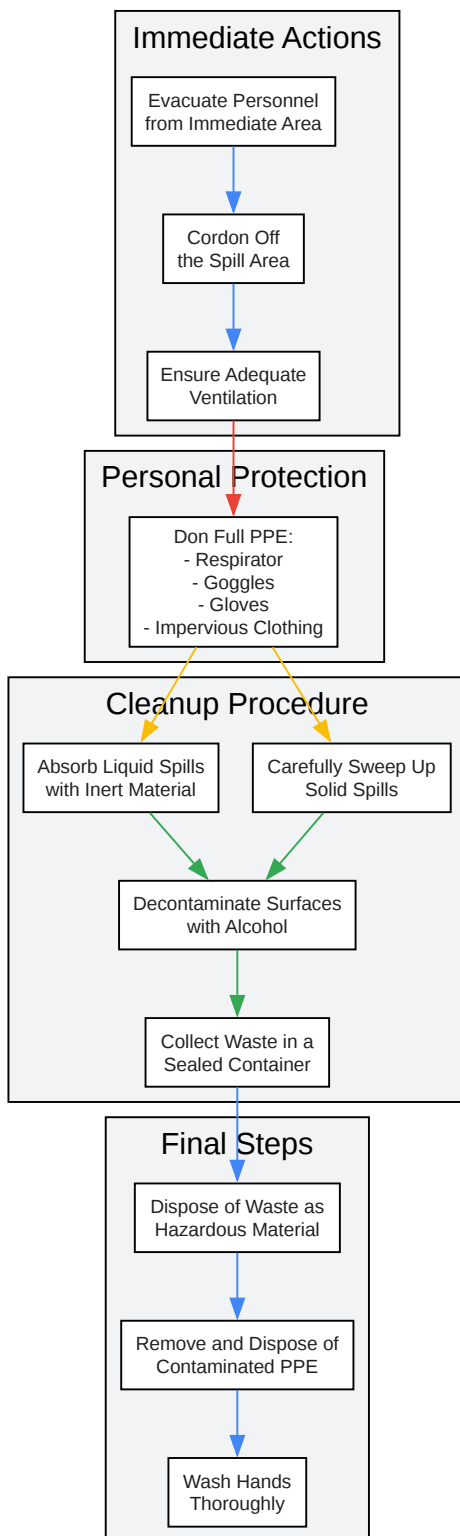 Immediate Actions
Evacuate Personnel
from Immediate Area
Cordon Off
the Spill Area
Ensure Adequate
Ventilation
Personal Protection
Don Full PPE:
- Respirator
- Goggles
- Gloves
- Impervious Clothing
Cleanup Procedure
Absorb Liquid Spills
with Inert Material
Carefully Sweep Up
Solid Spills
Decontaminate Surfaces
with Alcohol
Collect Waste in a
Sealed Container
Final Steps
Dispose of Waste as
Hazardous Material
Remove and Dispose of
Contaminated PPE
Wash Hands
Thoroughly